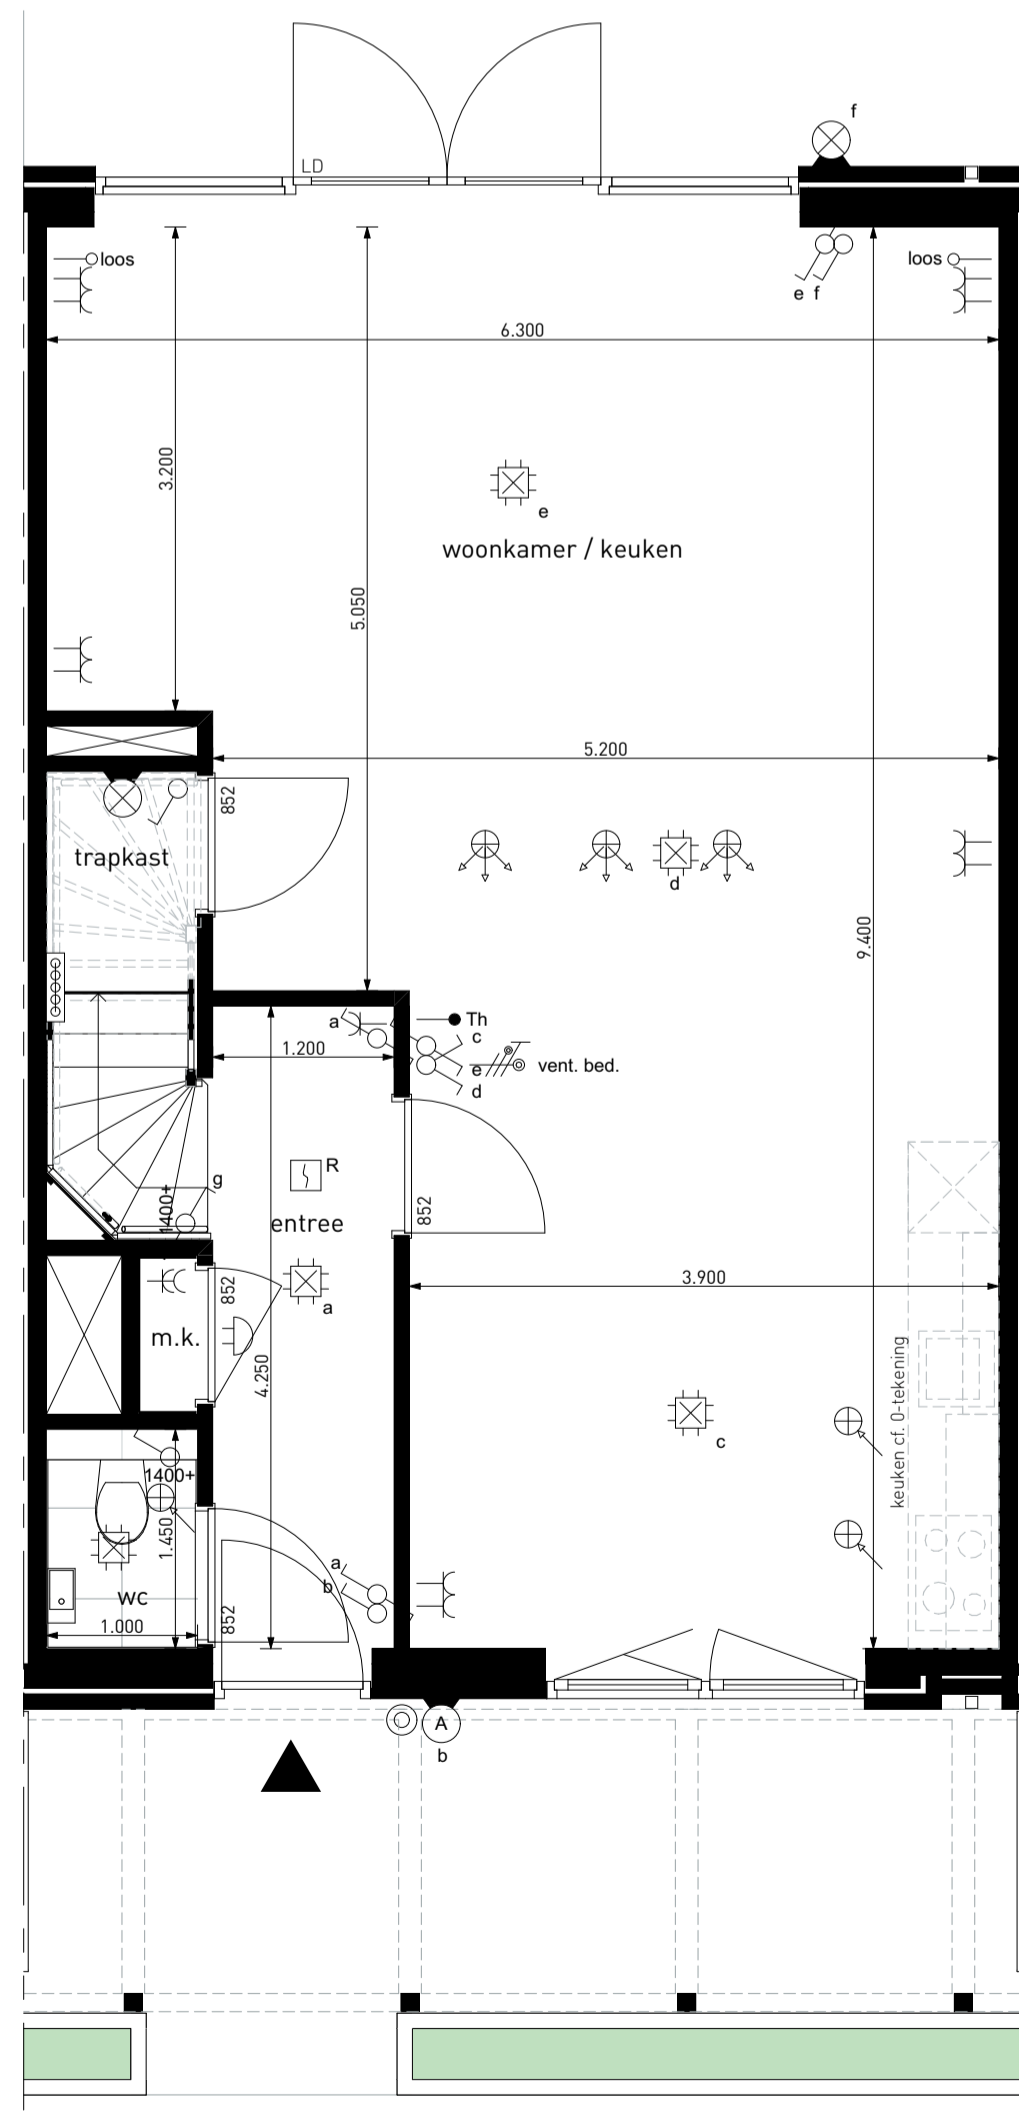 f
LD
loos
loos
e f
6.300
3.200
e
woonkamer / keuken
5.050
5.200
852
trapkast
d
9.400
a
Th
c
1.200
e
vent. bed.
d
R
g
1400+
entree
852
3.900
852
a
m.k.
4.250
keuken cf. 0-tekening
c
1400+
1.450
a
b
wc
852
1.000
A
b